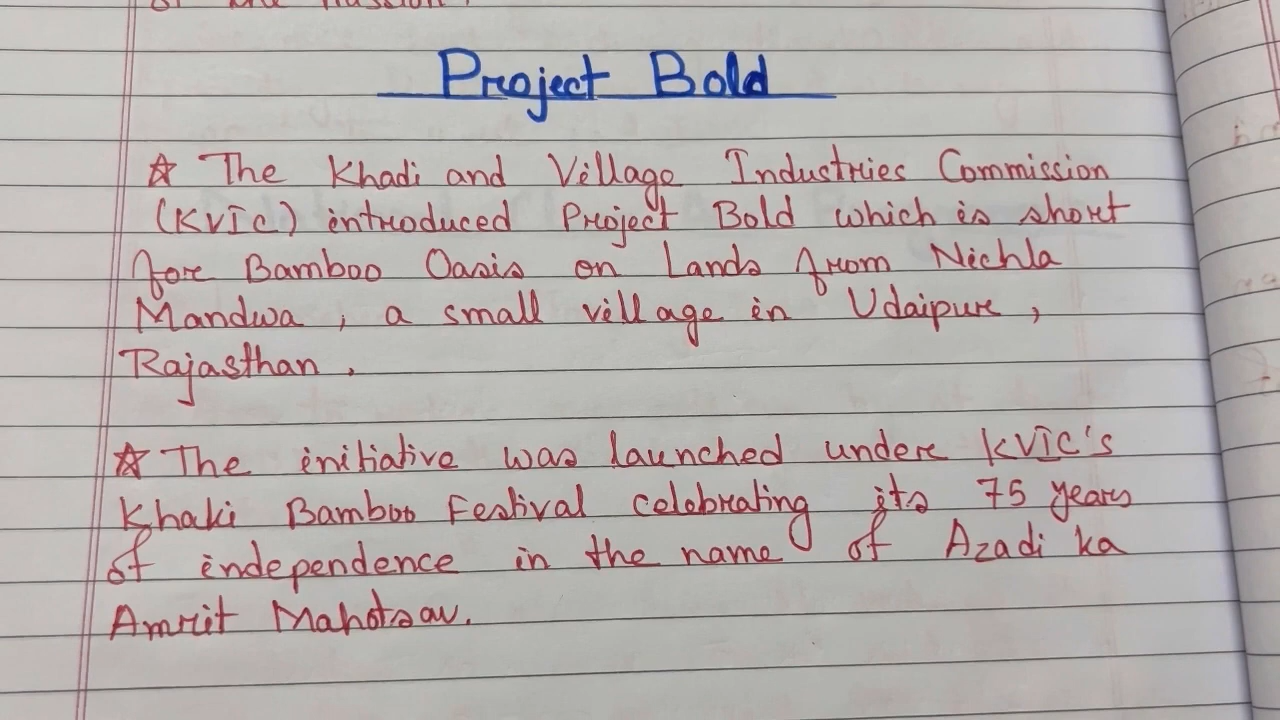 Project Bold
☆ The Khadi and Village Industries Commission
(KVIC) introduced Project Bold which is short
for Bamboo Oasis on Lands from Nichla
Mandwa, a small village in Udaipur,
Rajasthan.
☆ The initiative was launched under KVIC's
Khaki Bamboo Festival celebrating its 75 years
of independence in the name of Azadi ka
Amrit Mahotsav.